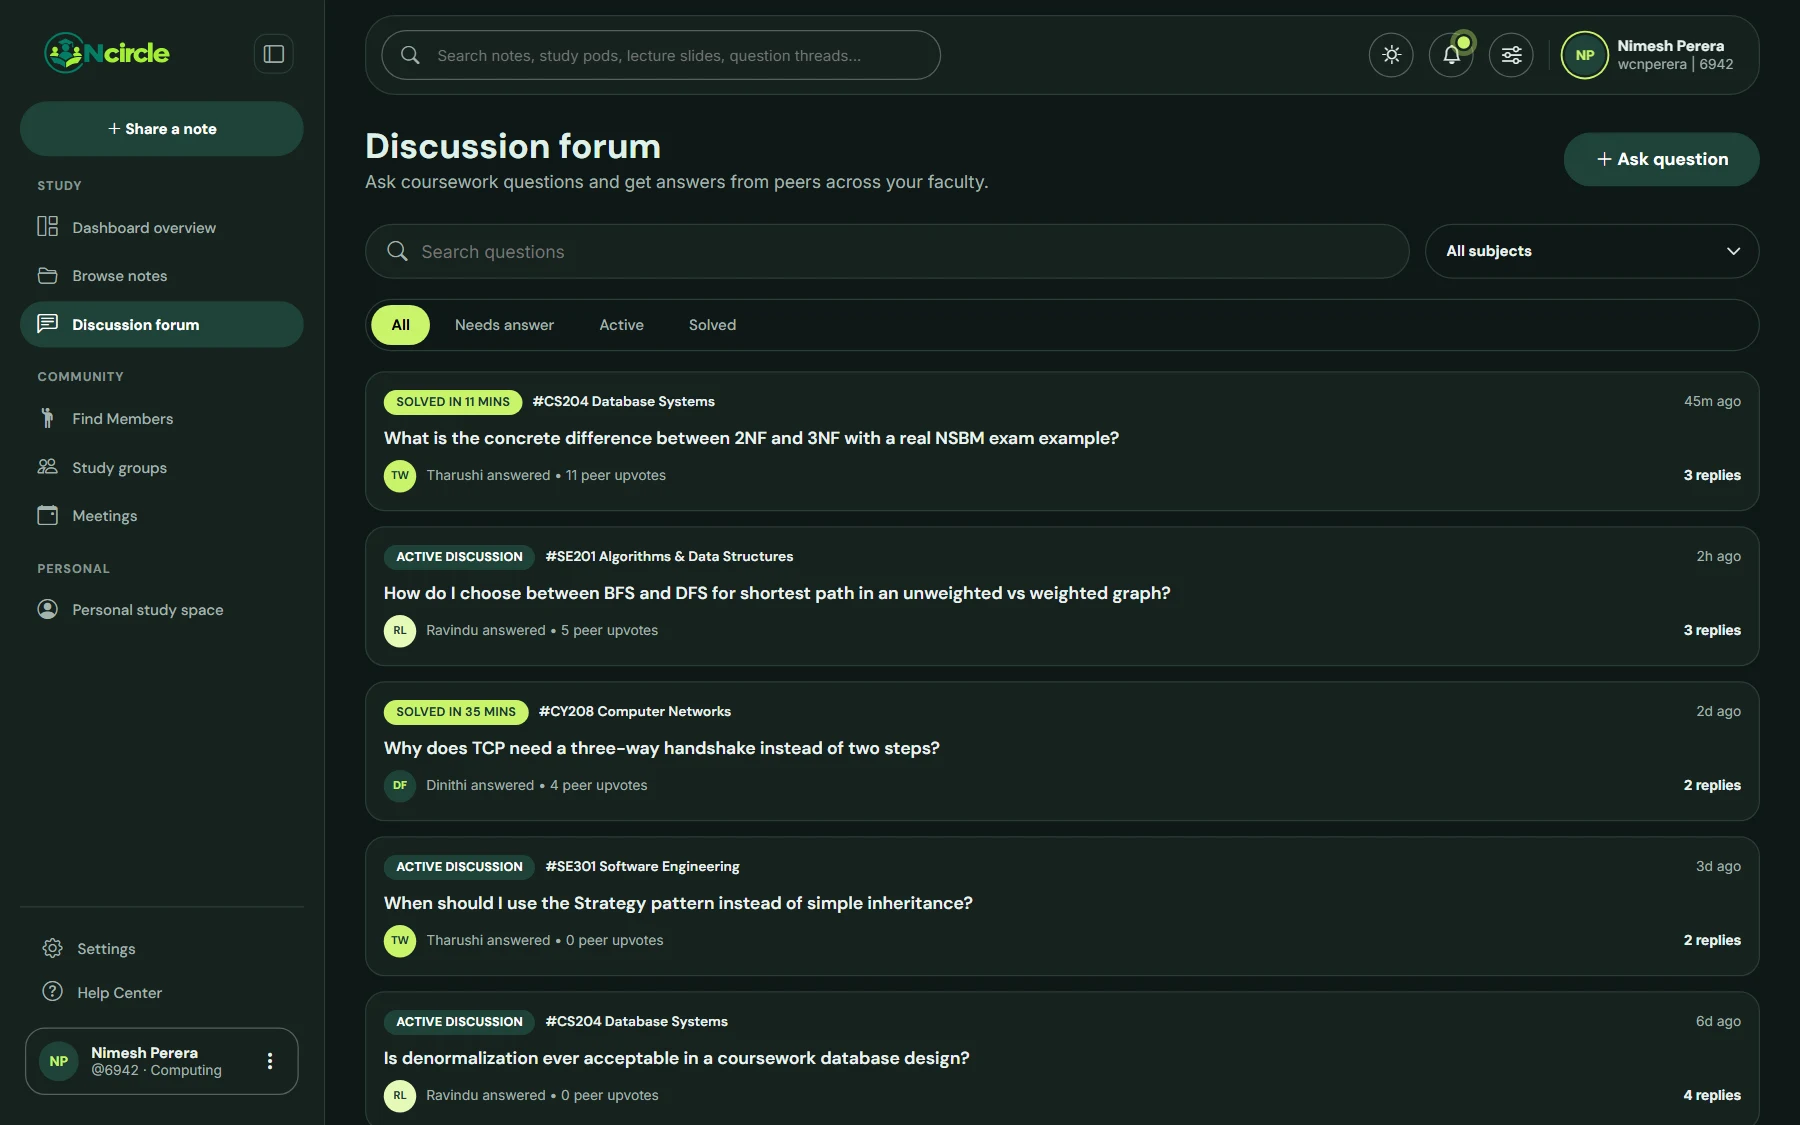 Ncircle
Share a note
STUDY
Dashboard overview
Browse notes
Discussion forum
COMMUNITY
Find Members
Study groups
Meetings
PERSONAL
Personal study space
Settings
Help Center
NP
Nimesh Perera
@6942 · Computing
Search notes, study pods, lecture slides, question threads...
NP
Nimesh Perera
wcnperera | 6942
Discussion forum
Ask coursework questions and get answers from peers across your faculty.
+ Ask question
Search questions
All subjects
All Needs answer Active Solved
SOLVED IN 11 MINS #CS204 Database Systems 45m ago
What is the concrete difference between 2NF and 3NF with a real NSBM exam example?
TW Tharushi answered • 11 peer upvotes 3 replies
ACTIVE DISCUSSION #SE201 Algorithms & Data Structures 2h ago
How do I choose between BFS and DFS for shortest path in an unweighted vs weighted graph?
RL Ravindu answered • 5 peer upvotes 3 replies
SOLVED IN 35 MINS #CY208 Computer Networks 2d ago
Why does TCP need a three-way handshake instead of two steps?
DF Dinithi answered • 4 peer upvotes 2 replies
ACTIVE DISCUSSION #SE301 Software Engineering 3d ago
When should I use the Strategy pattern instead of simple inheritance?
TW Tharushi answered • 0 peer upvotes 2 replies
ACTIVE DISCUSSION #CS204 Database Systems 6d ago
Is denormalization ever acceptable in a coursework database design?
RL Ravindu answered • 0 peer upvotes 4 replies